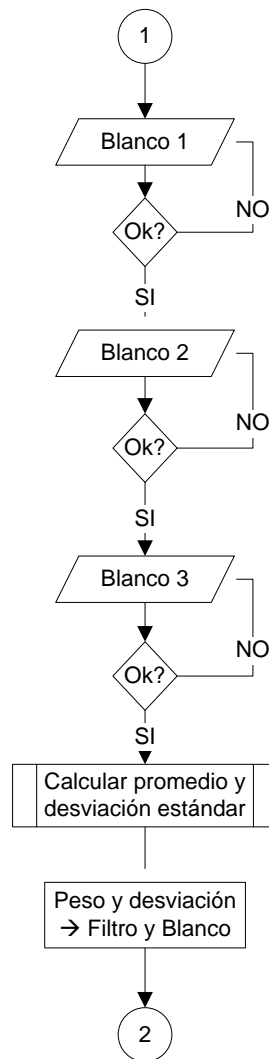 1
Blanco 1
NO
Ok?
SI
Blanco 2
NO
Ok?
SI
Blanco 3
NO
Ok?
SI
Calcular promedio y
desviación estándar
Peso y desviación
→ Filtro y Blanco
2